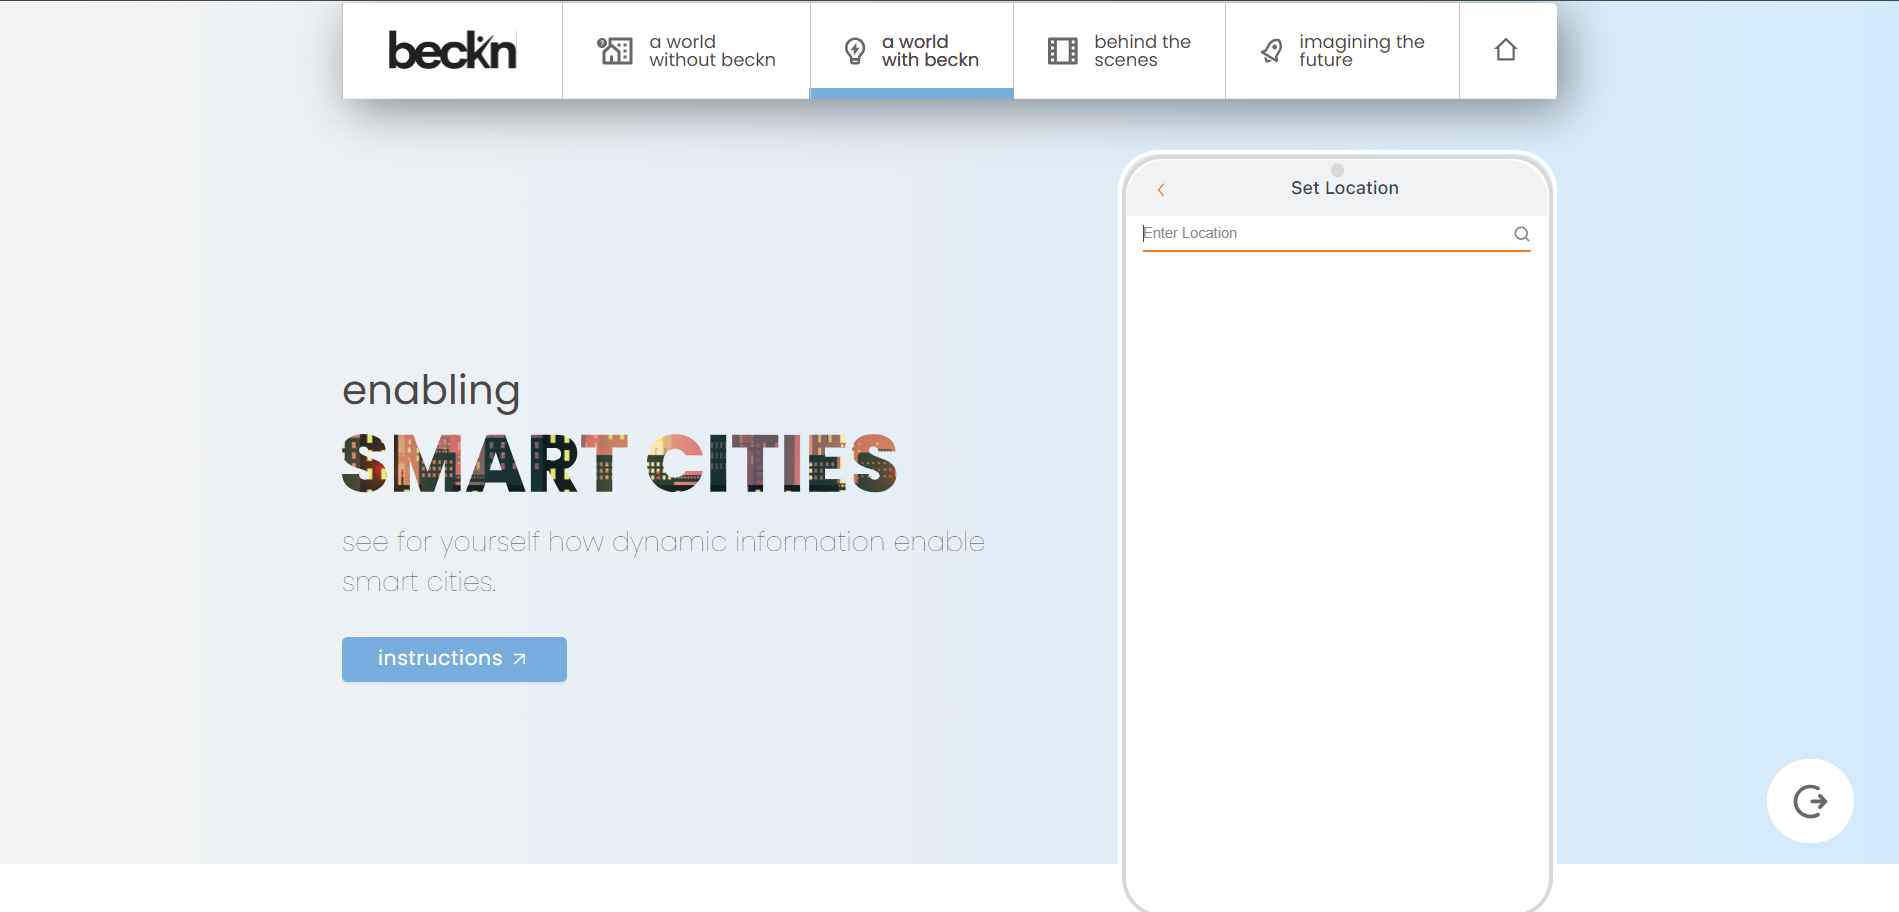 beckn
a world
without beckn
a world
with beckn
behind the
scenes
imagining the
future
Set Location
Enter Location
enabling
SMART CITIES
see for yourself how dynamic information enable
smart cities.
instructions